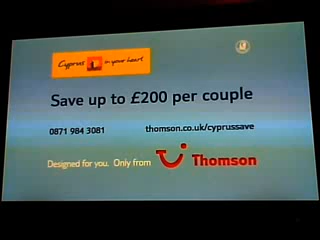 Cyprus in your heart
Save up to £200 per couple
0871 984 3081 thomson.co.uk/cyprussave
Designed for you. Only from Thomson